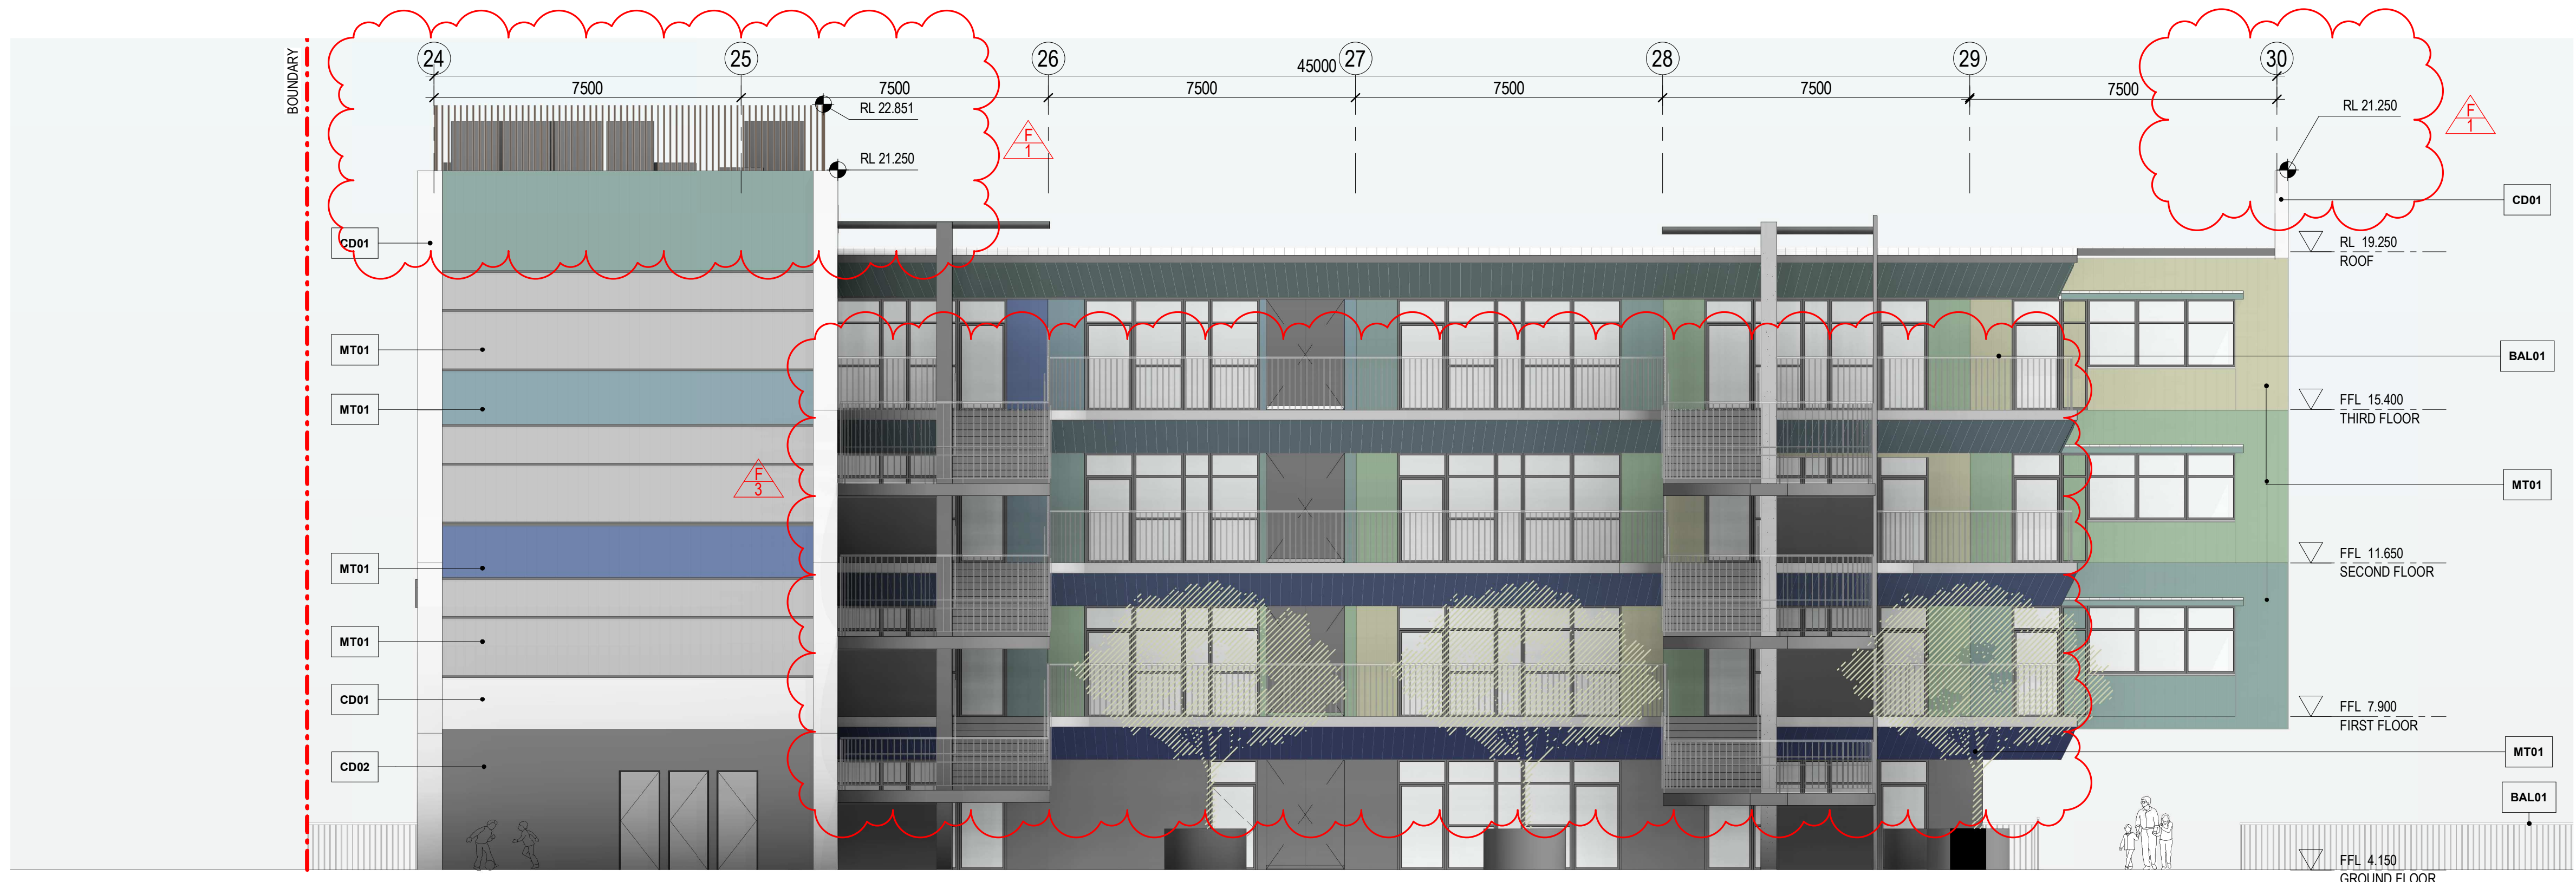 BOUNDARY
24
25
26
27
28
29
30
45000
7500
7500
7500
7500
7500
7500
RL 22.851
RL 21.250
F
1
RL 21.250
F
1
CD01
CD01
RL 19.250
ROOF
MT01
BAL01
MT01
FFL 15.400
THIRD FLOOR
F
3
MT01
MT01
FFL 11.650
SECOND FLOOR
MT01
CD01
FFL 7.900
FIRST FLOOR
CD02
MT01
BAL01
FFL 4.150
GROUND FLOOR